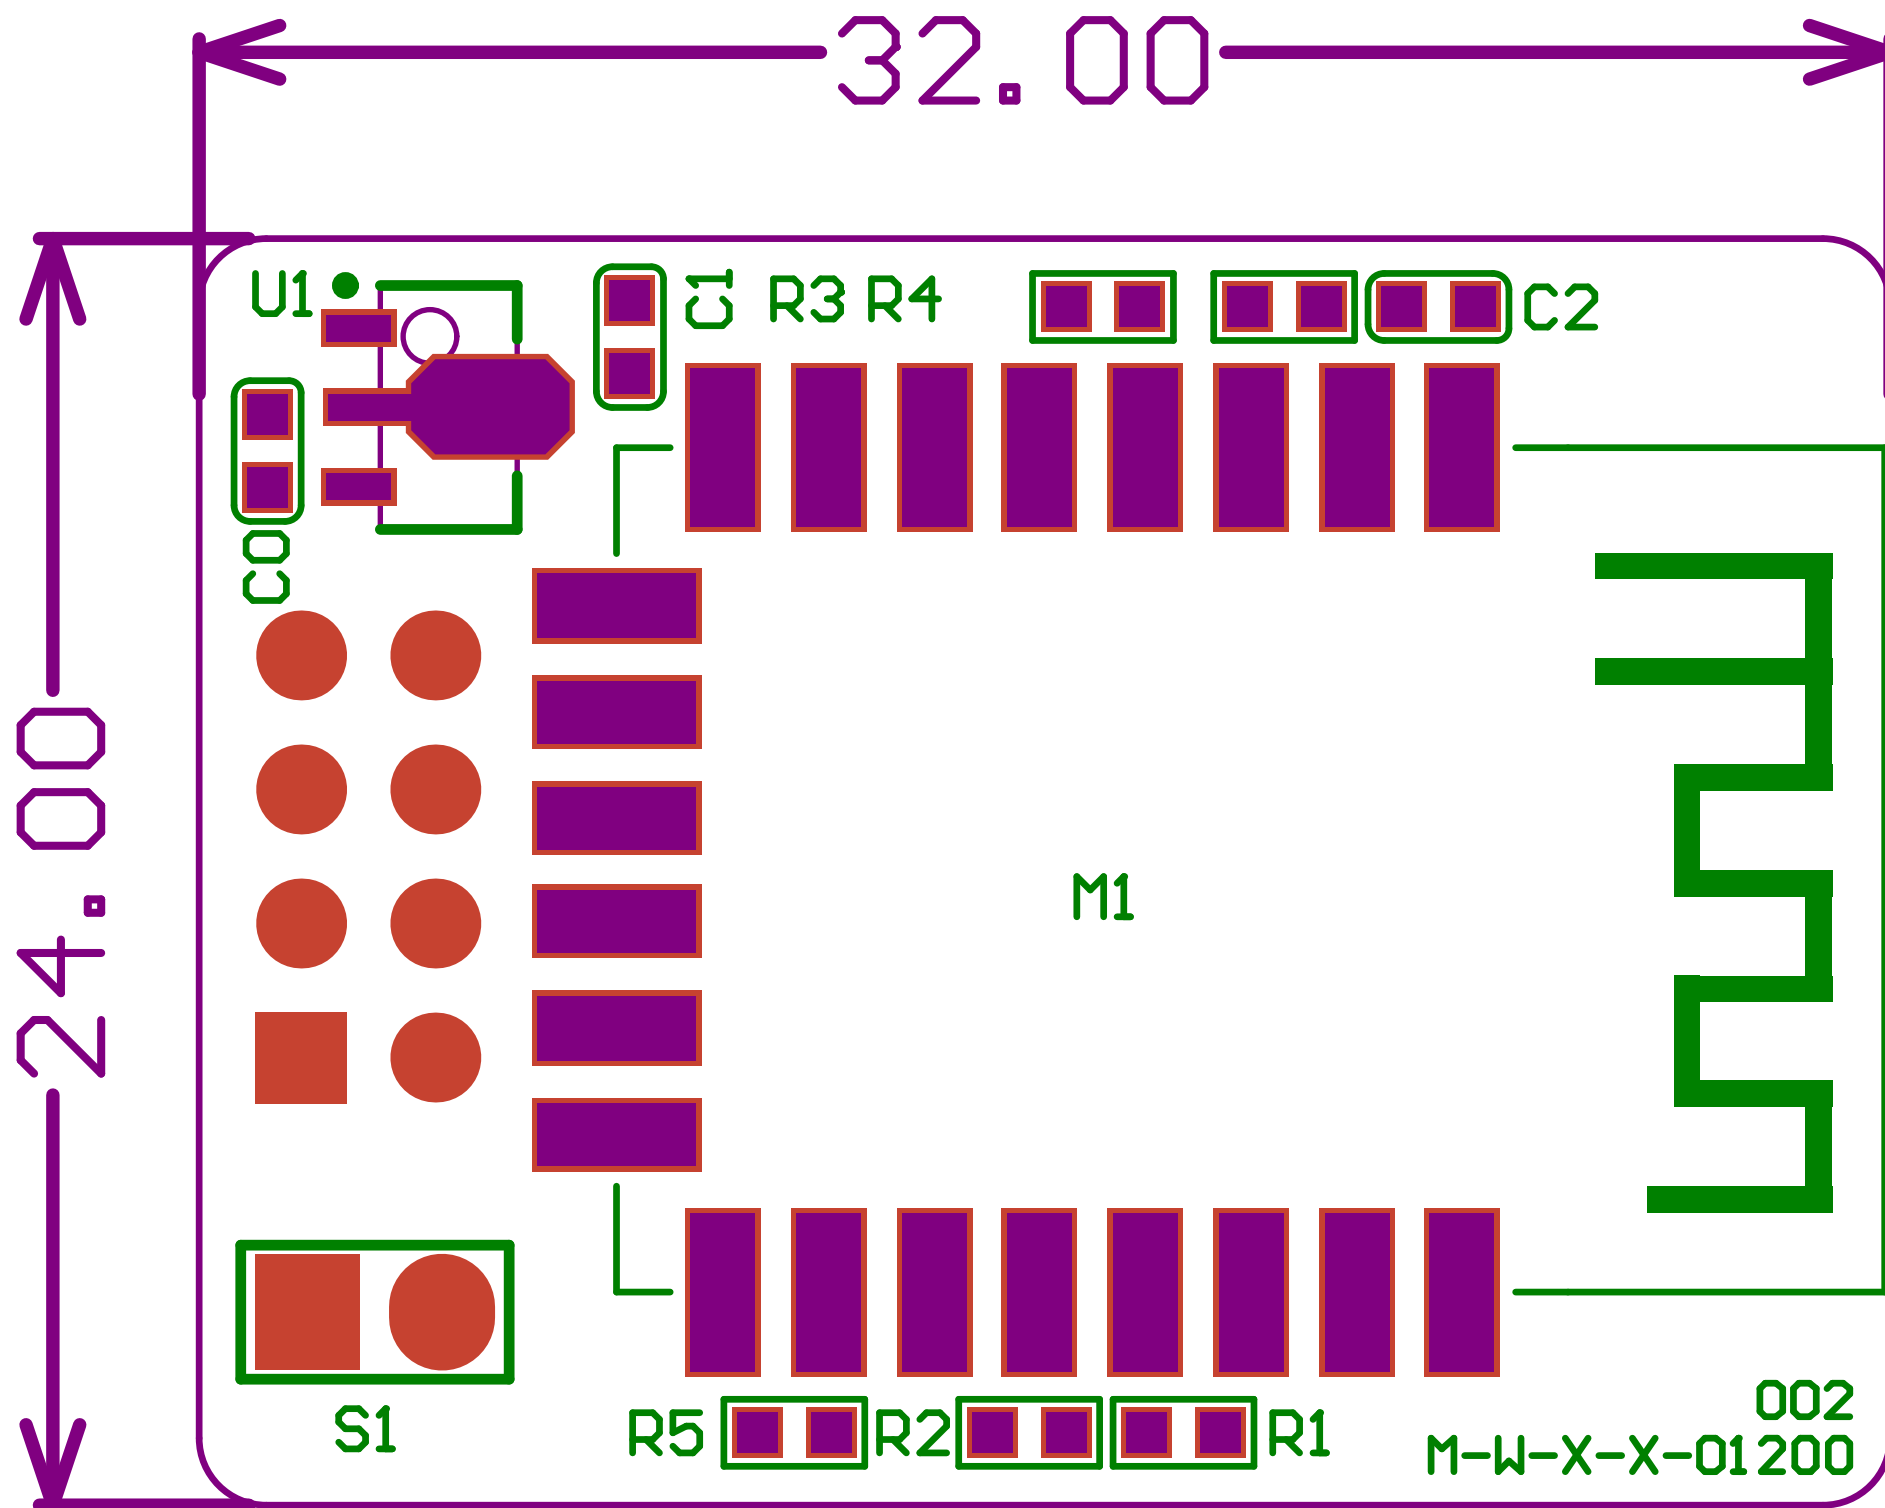 32.00
U1
C1
R3 R4
C2
C0
24.00
M1
S1
R5
R2
R1
002
M-W-X-X-01200